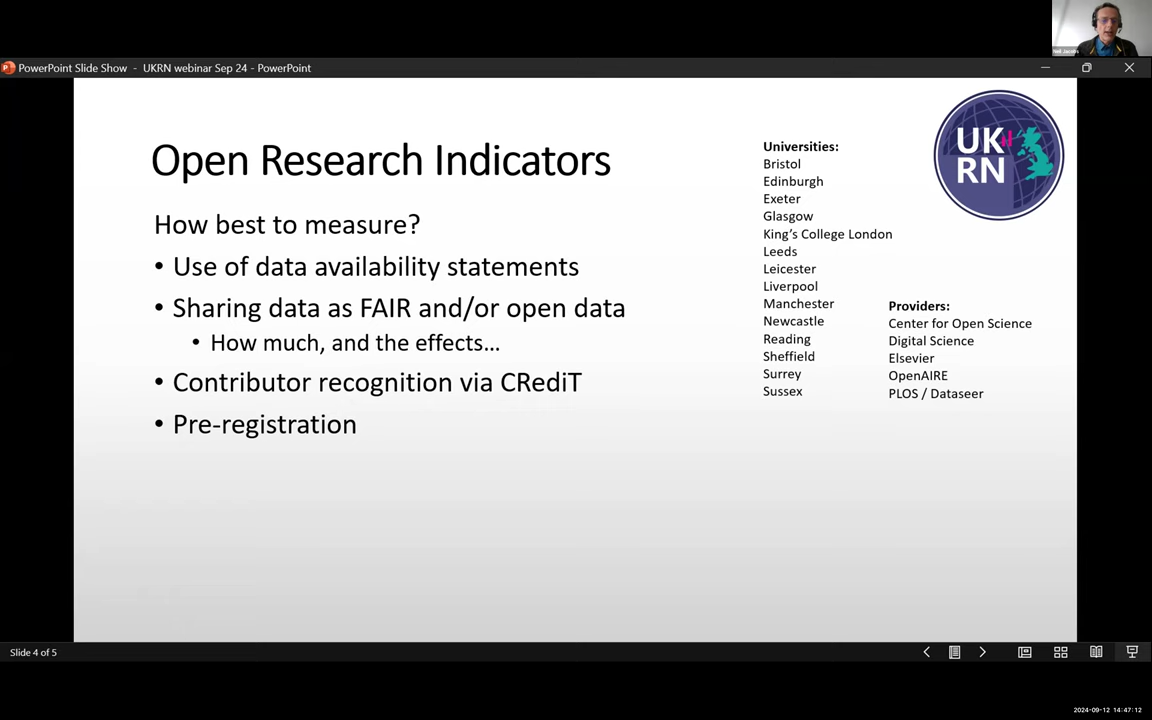 Neil Jacobs
PowerPoint Slide Show - UKRN webinar Sep 24 - PowerPoint
UK
RN
Open Research Indicators
How best to measure?
• Use of data availability statements
• Sharing data as FAIR and/or open data
• How much, and the effects...
• Contributor recognition via CRediT
• Pre-registration
Universities:
Bristol
Edinburgh
Exeter
Glasgow
King's College London
Leeds
Leicester
Liverpool
Manchester
Newcastle
Reading
Sheffield
Surrey
Sussex
Providers:
Center for Open Science
Digital Science
Elsevier
OpenAIRE
PLOS / Dataseer
Slide 4 of 5
2024-09-12 14:47:12